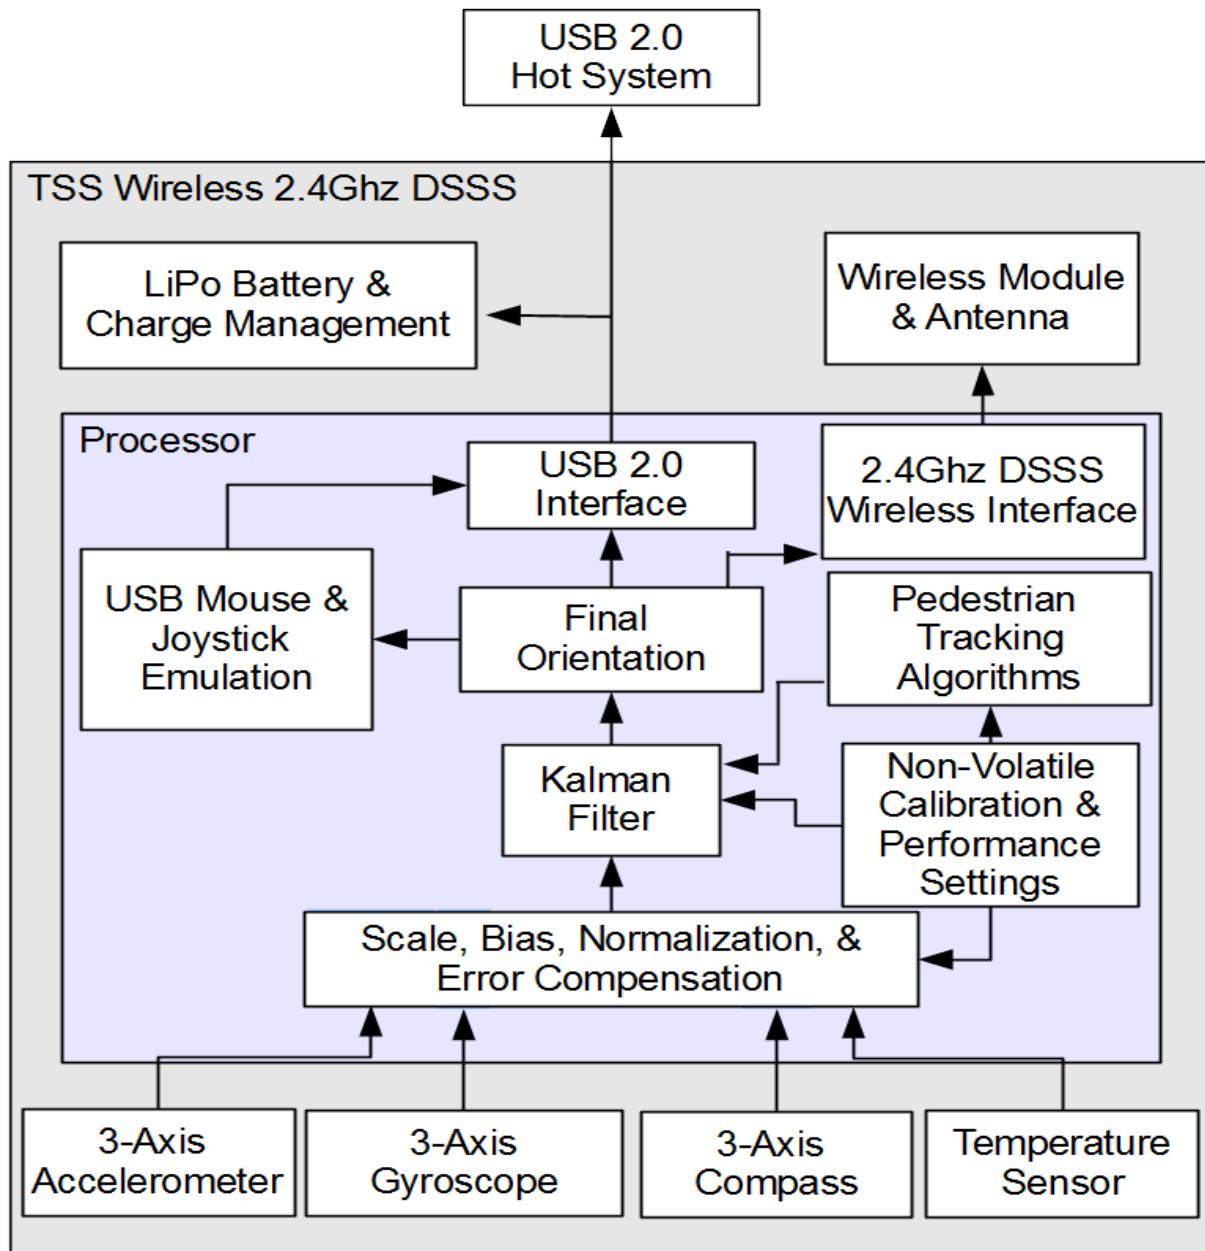 USB 2.0
Hot System
TSS Wireless 2.4Ghz DSSS
LiPo Battery &
Charge Management
Wireless Module
& Antenna
Processor
USB 2.0
Interface
2.4Ghz DSSS
Wireless Interface
USB Mouse &
Joystick
Emulation
Final
Orientation
Pedestrian
Tracking
Algorithms
Kalman
Filter
Non-Volatile
Calibration &
Performance
Settings
Scale, Bias, Normalization, &
Error Compensation
3-Axis
Accelerometer
3-Axis
Gyroscope
3-Axis
Compass
Temperature
Sensor